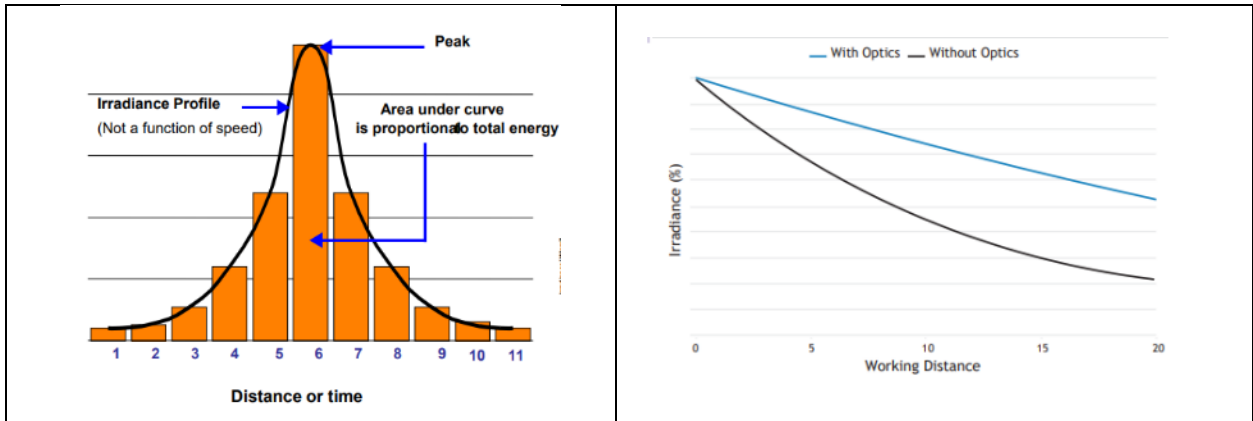 Peak
Irradiance Profile
(Not a function of speed)
Area under curve
is proportional to total energy
1 2 3 4 5 6 7 8 9 10 11
Distance or time
With Optics Without Optics
Irradiance (%)
0 5 10 15 20
Working Distance